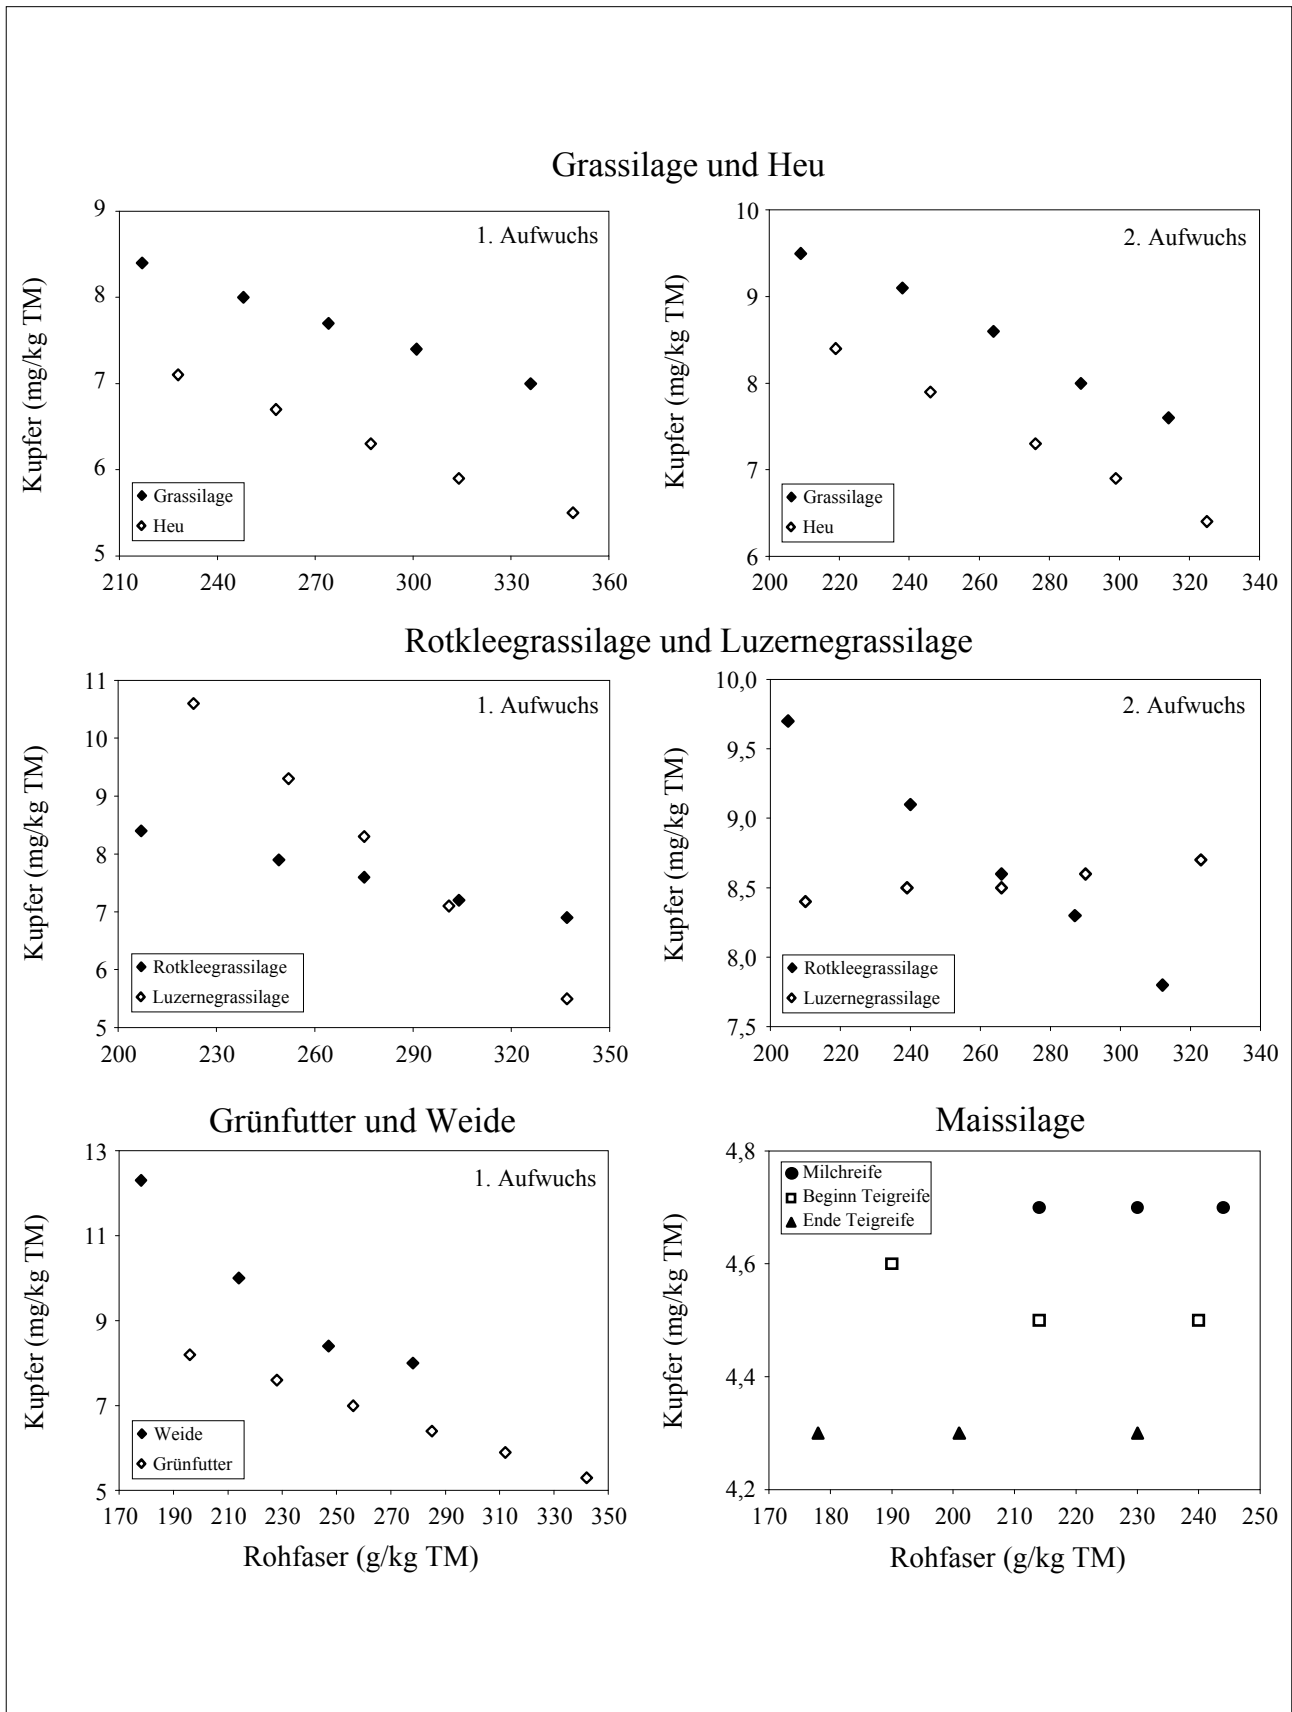 Grassilage und Heu
1. Aufwuchs
Kupfer (mg/kg TM)
9
8
7
6
5
Grassilage
Heu
210 240 270 300 330 360
2. Aufwuchs
Kupfer (mg/kg TM)
10
9
8
7
6
Grassilage
Heu
200 220 240 260 280 300 320 340
Rotkleegrassilage und Luzernegrassilage
1. Aufwuchs
Kupfer (mg/kg TM)
11
10
9
8
7
6
5
Rotkleegrassilage
Luzernegrassilage
200 230 260 290 320 350
2. Aufwuchs
Kupfer (mg/kg TM)
10,0
9,5
9,0
8,5
8,0
7,5
Rotkleegrassilage
Luzernegrassilage
200 220 240 260 280 300 320 340
Grünfutter und Weide
1. Aufwuchs
Kupfer (mg/kg TM)
13
11
9
7
5
Weide
Grünfutter
170 190 210 230 250 270 290 310 330 350
Rohfaser (g/kg TM)
Maissilage
Kupfer (mg/kg TM)
4,8
4,6
4,4
4,2
Milchreife
Beginn Teigreife
Ende Teigreife
170 180 190 200 210 220 230 240 250
Rohfaser (g/kg TM)